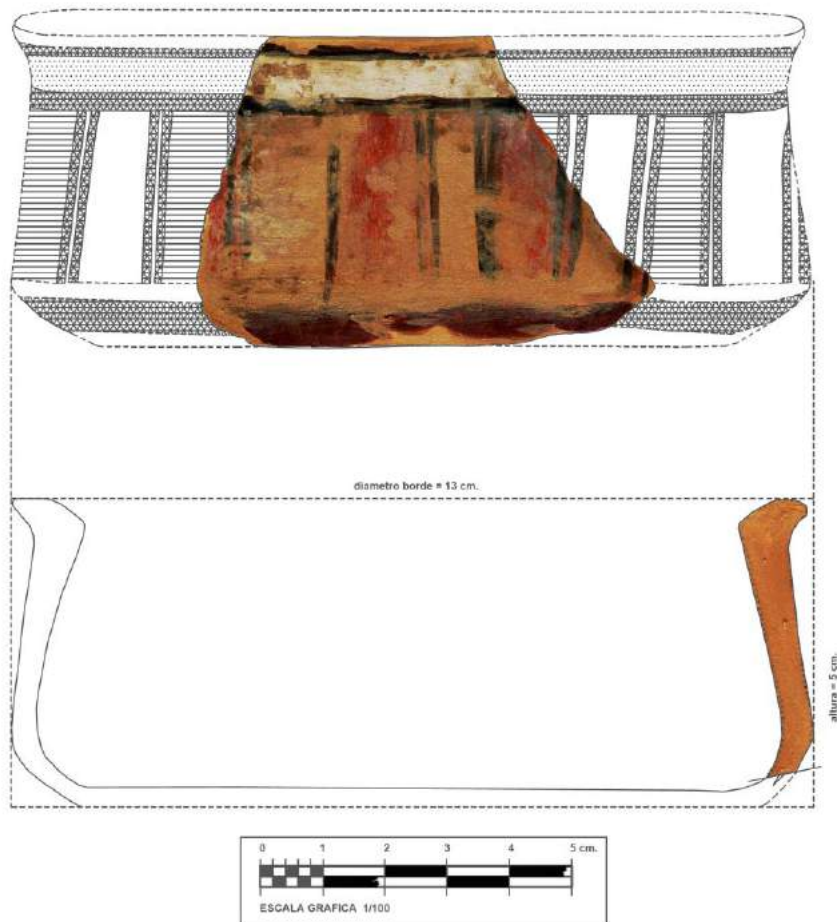 diametro borde = 13 cm.
altura = 5 cm.
0 1 2 3 4 5 cm.
ESCALA GRAFICA 1/100